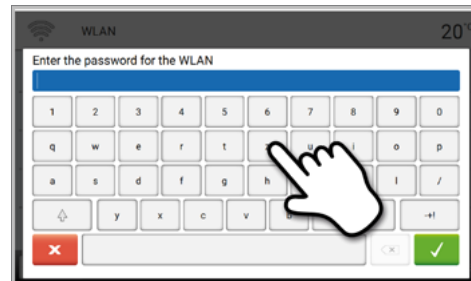 WLAN 20°C
Enter the password for the WLAN
1 2 3 4 5 6 7 8 9 0
q w e r t u i o p
a s d f g h l /
y x c v -+!